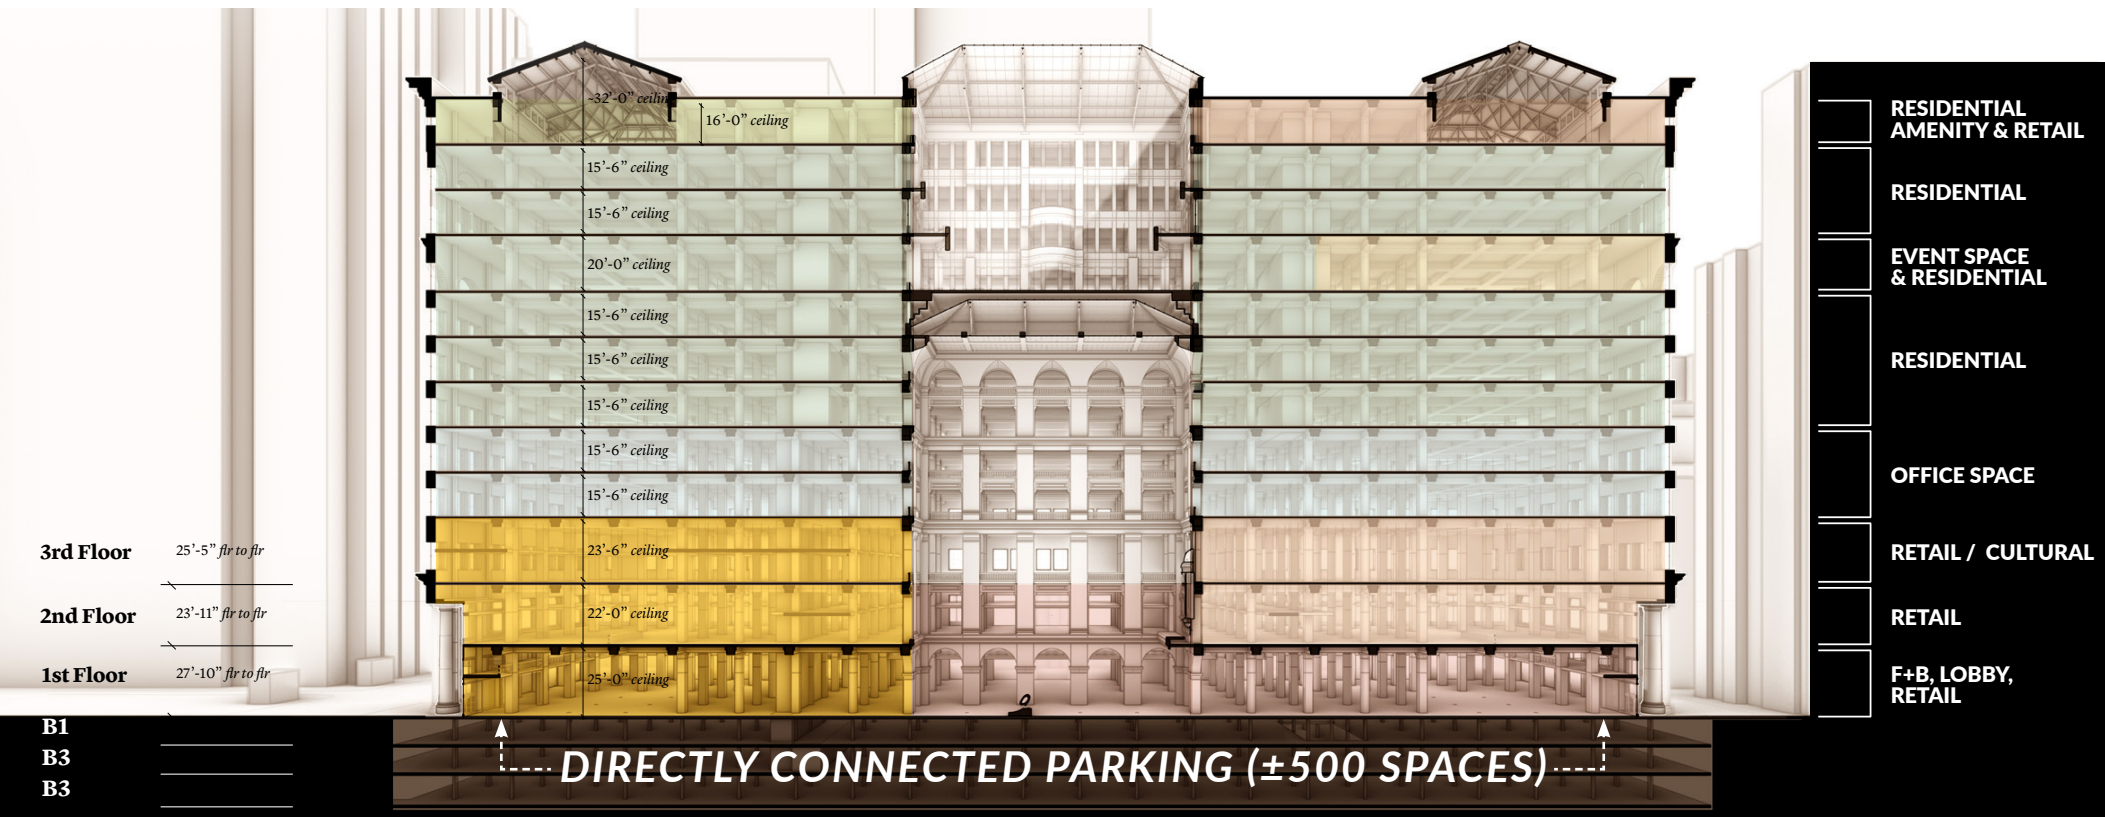 ~32’-0” ceilin
16’-0” ceiling
15’-6” ceiling
15’-6” ceiling
20’-0” ceiling
15’-6” ceiling
15’-6” ceiling
15’-6” ceiling
15’-6” ceiling
15’-6” ceiling
23’-6” ceiling
22’-0” ceiling
25’-0” ceiling
3rd Floor 25’-5” flr to flr
2nd Floor 23’-11” flr to flr
1st Floor 27’-10” flr to flr
B1
B3
B3
DIRECTLY CONNECTED PARKING (±500 SPACES)
RESIDENTIAL
AMENITY & RETAIL
RESIDENTIAL
EVENT SPACE
& RESIDENTIAL
RESIDENTIAL
OFFICE SPACE
RETAIL / CULTURAL
RETAIL
F+B, LOBBY,
RETAIL